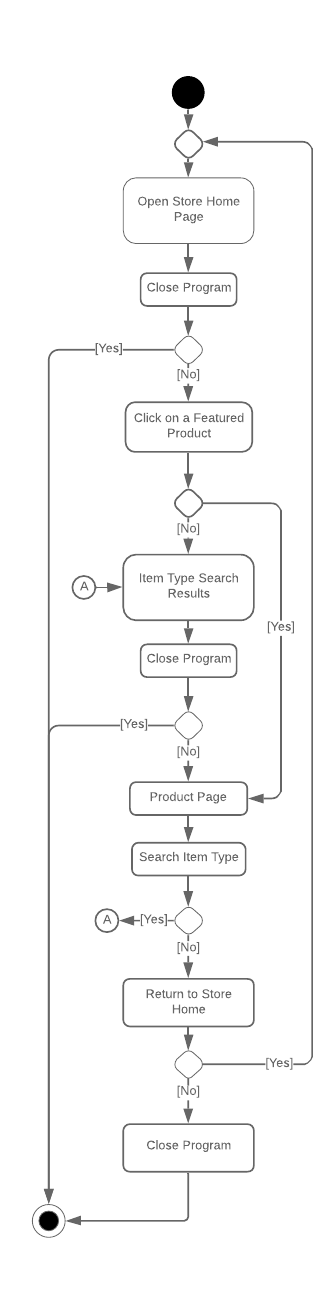 Open Store Home
Page
Close Program
[Yes]
[No]
Click on a Featured
Product
[No]
A
Item Type Search
Results
[Yes]
Close Program
[Yes]
[No]
Product Page
Search Item Type
A
[Yes]
[No]
Return to Store
Home
[Yes]
[No]
Close Program